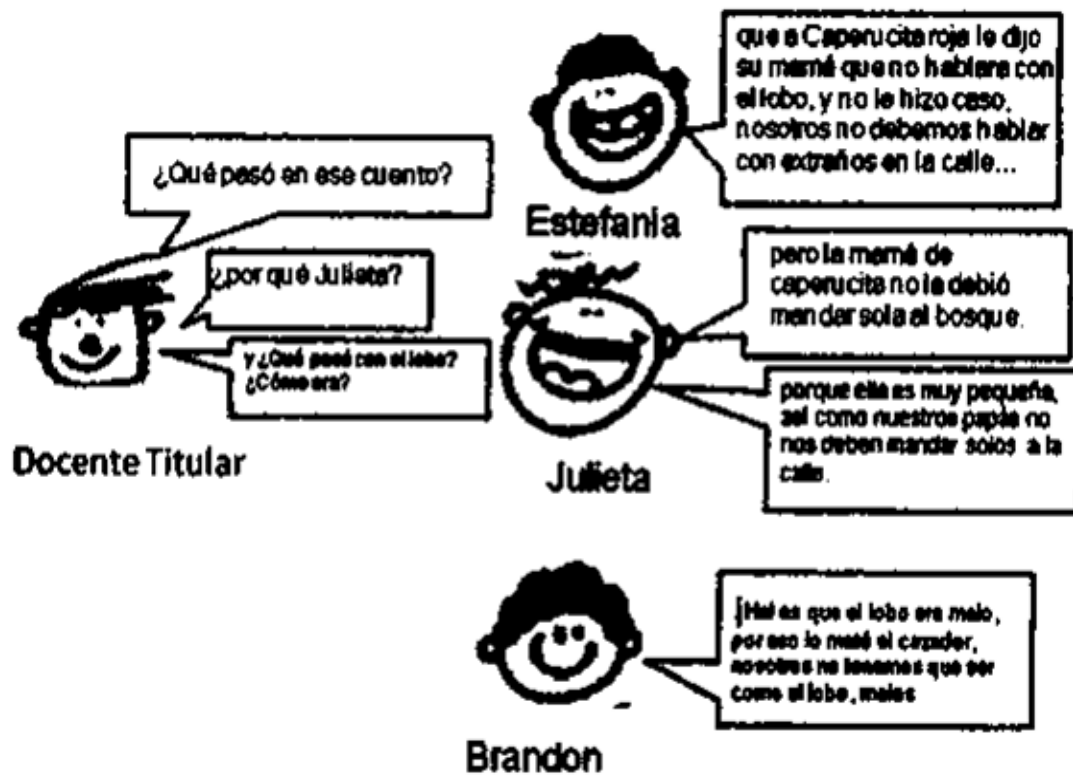 ¿Qué pasó en ese cuento?
¿por qué Julieta?
y ¿Qué pasó con el lobo?
¿Cómo era?
Docente Titular
que a Caperucita roja le dijo
su mamá que no hablara con
el lobo, y no le hizo caso,
nosotros no debemos hablar
con extraños en la calle...
Estefania
pero la mamá de
caperucita no la debió
mandar sola al bosque.
porque ella es muy pequeña,
así como nuestros papás no
nos deben mandar solos a la
calle.
Julieta
es que el lobo era malo,
por eso lo mató el cazador,
nosotros no tenemos que ser
como el lobo, malos
Brandon